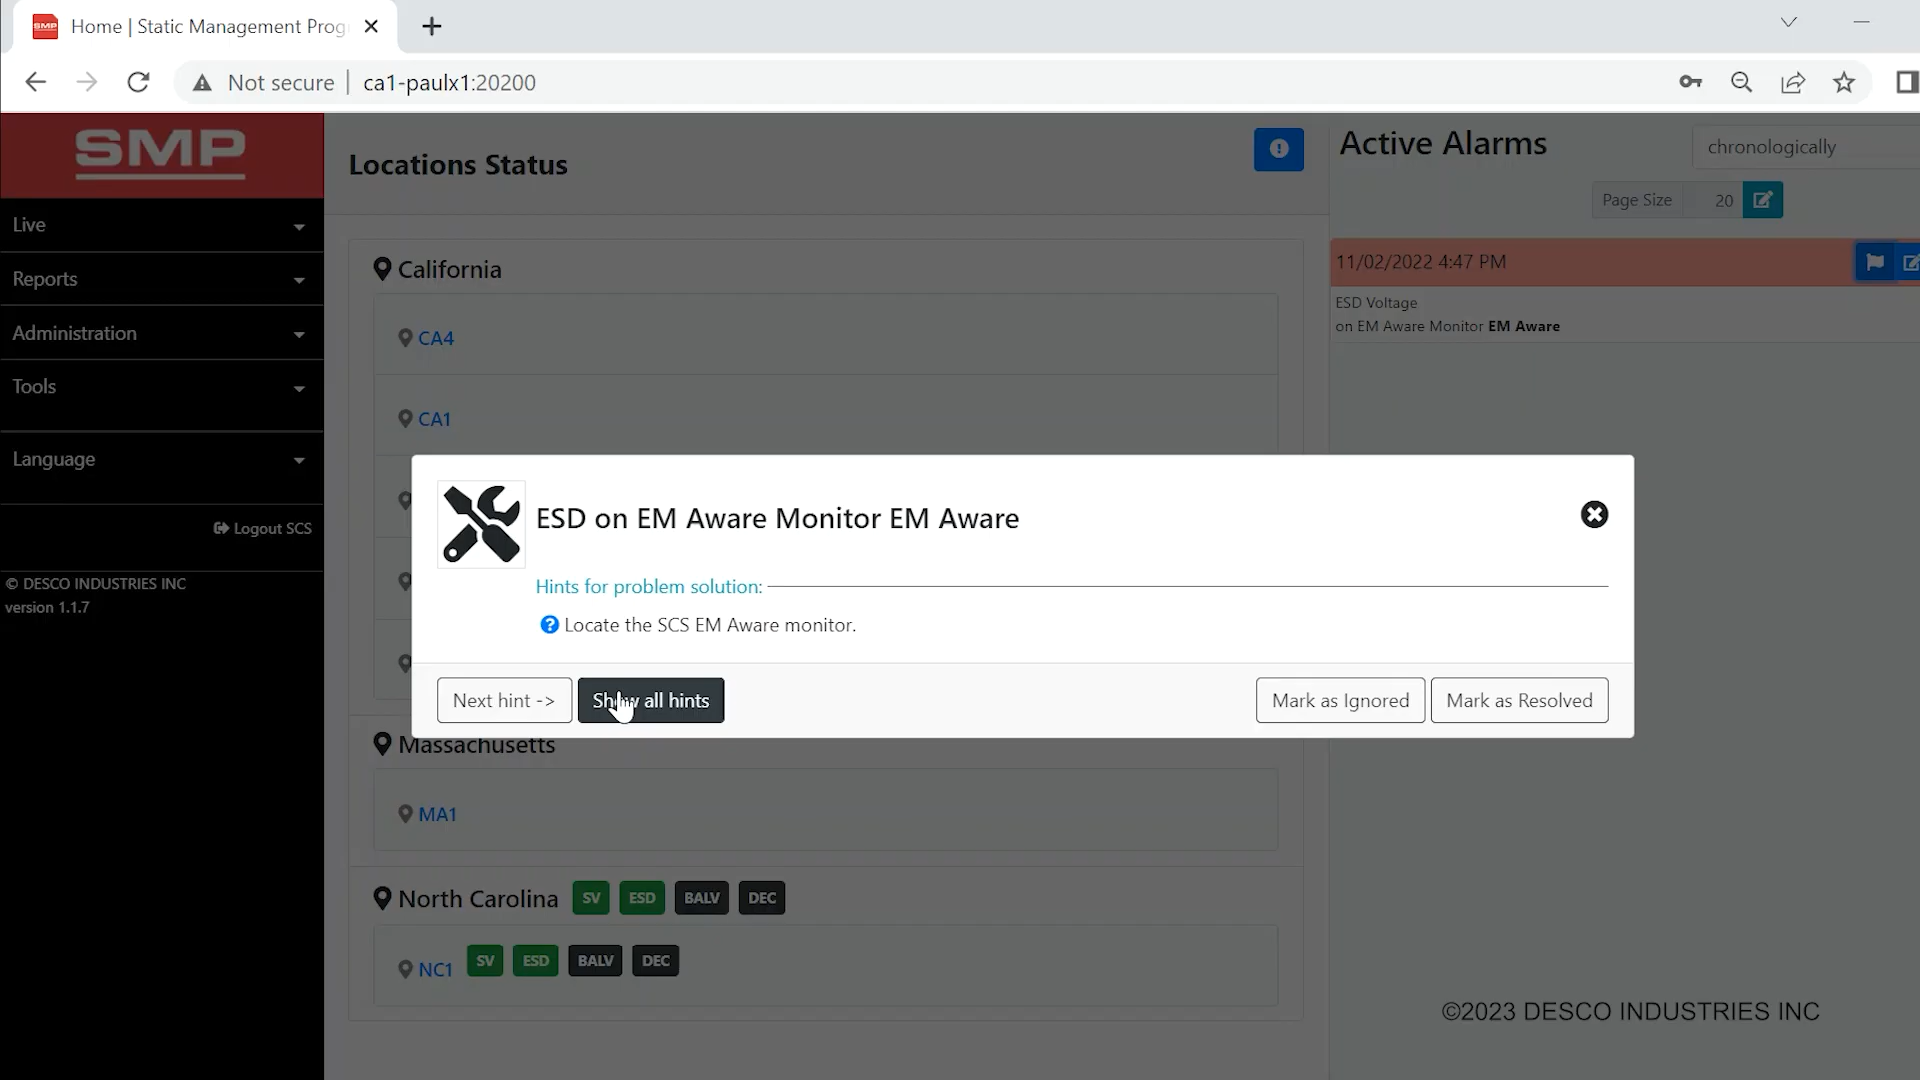 SMP
Home | Static Management Prog
Not secure
ca1-paulx1:20200
SMP
Live
Reports
Administration
Tools
Language
Logout SCS
© DESCO INDUSTRIES INC
version 1.1.7
Locations Status
California
CA4
CA1
ESD on EM Aware Monitor EM Aware
Hints for problem solution:
Locate the SCS EM Aware monitor.
Next hint ->
Show all hints
Mark as Ignored
Mark as Resolved
Massachusetts
MA1
North Carolina SV ESD BALV DEC
NC1 SV ESD BALV DEC
Active Alarms
chronologically
Page Size 20
11/02/2022 4:47 PM
ESD Voltage
on EM Aware Monitor EM Aware
©2023 DESCO INDUSTRIES INC